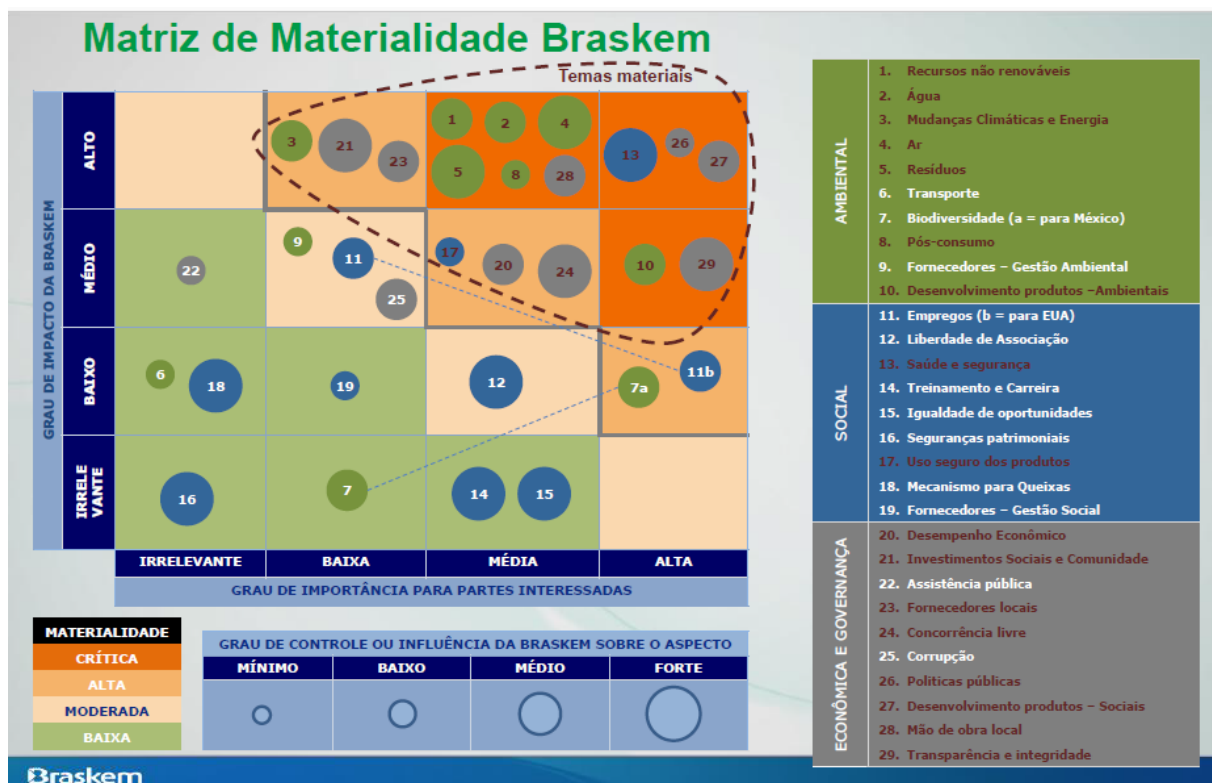 Matriz de Materialidade Braskem
Temas materiais
GRAU DE IMPACTO DA BRASKEM
ALTO
3
21
23
1
2
4
5
8
28
13
26
27
MÉDIO
22
9
11
25
17
20
24
10
29
BAIXO
6
18
19
12
7a
11b
IRRELE
VANTE
16
7
14
15
IRRELEVANTE
BAIXA
MÉDIA
ALTA
GRAU DE IMPORTÂNCIA PARA PARTES INTERESSADAS
MATERIALIDADE
CRÍTICA
ALTA
MODERADA
BAIXA
GRAU DE CONTROLE OU INFLUÊNCIA DA BRASKEM SOBRE O ASPECTO
MÍNIMO
BAIXO
MÉDIO
FORTE
AMBIENTAL
1. Recursos não renováveis
2. Água
3. Mudanças Climáticas e Energia
4. Ar
5. Resíduos
6. Transporte
7. Biodiversidade (a = para México)
8. Pós-consumo
9. Fornecedores – Gestão Ambiental
10. Desenvolvimento produtos –Ambientais
SOCIAL
11. Empregos (b = para EUA)
12. Liberdade de Associação
13. Saúde e segurança
14. Treinamento e Carreira
15. Igualdade de oportunidades
16. Seguranças patrimoniais
17. Uso seguro dos produtos
18. Mecanismo para Queixas
19. Fornecedores – Gestão Social
ECONÔMICA E GOVERNANÇA
20. Desempenho Econômico
21. Investimentos Sociais e Comunidade
22. Assistência pública
23. Fornecedores locais
24. Concorrência livre
25. Corrupção
26. Politicas públicas
27. Desenvolvimento produtos – Sociais
28. Mão de obra local
29. Transparência e integridade
Braskem